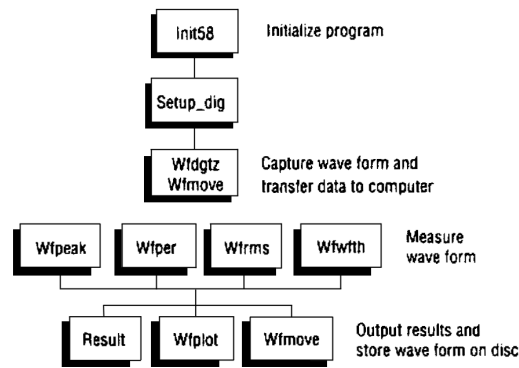 Init58 Initialize program
Setup_dig
Wfdgtz Capture wave form and
Wfmove transfer data to computer
Wfpeak Wfper Wfrms Wfwfth Measure
wave form
Result Wfplot Wfmove Output results and
store wave form on disc